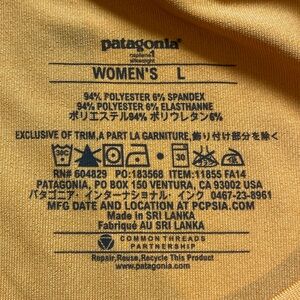 patagonia®
WOMEN'S L
94% POLYESTER 6% SPANDEX
94% POLYESTER 6% ELASTHANNE
ポリエステル94% ポリウレタン6%
EXCLUSIVE OF TRIM,A PART LA GARNITURE,飾り付け部分を除く
30
RN# 604829 PO: 183568 ITEM: 11855 FA14
PATAGONIA, PO BOX 150 VENTURA, CA 93002 USA
パタゴニア・インターナショナル INC 0467-23-8961
MFG DATE AND LOCATION AT PCPSIA.COM
Made in SRI LANKA
Fabriqué AU SRI LANKA
COMMON THREADS
PARTNERSHIP
Repair,Reuse,Recycle This Product
www.patagonia.com